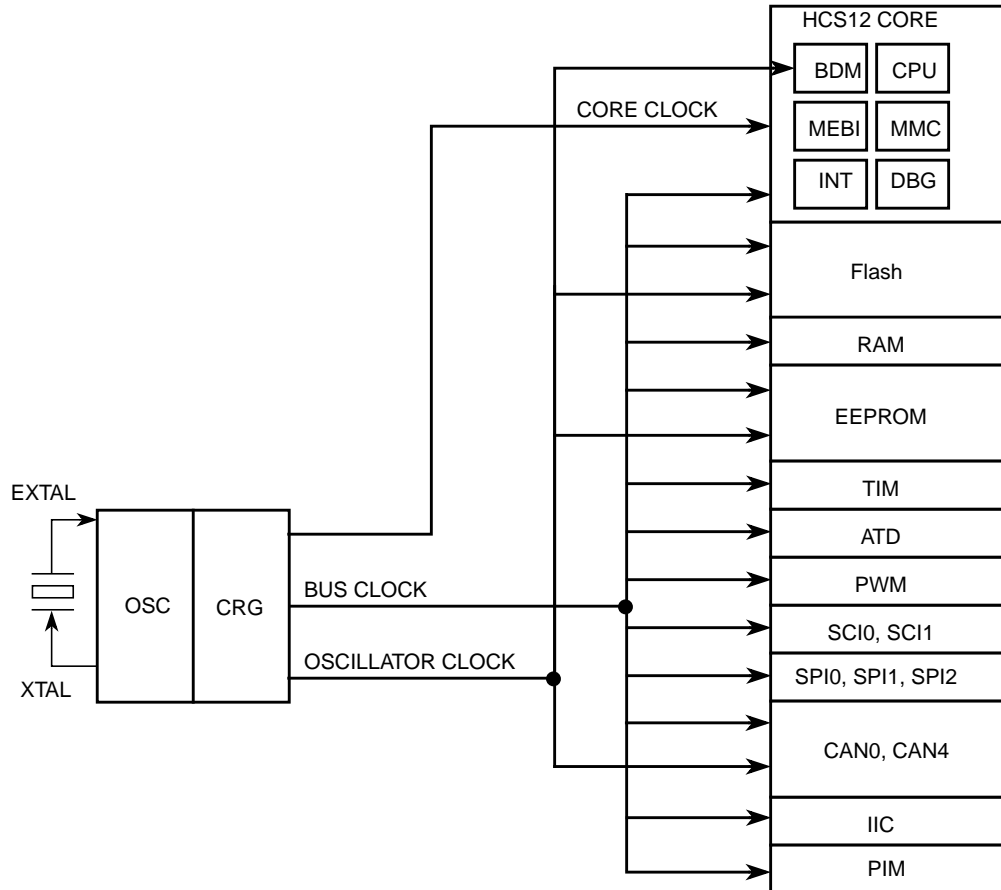 HCS12 CORE
BDM CPU
CORE CLOCK
MEBI MMC
INT DBG
Flash
RAM
EEPROM
EXTAL
TIM
ATD
PWM
OSC CRG
BUS CLOCK
SCI0, SCI1
OSCILLATOR CLOCK
SPI0, SPI1, SPI2
XTAL
CAN0, CAN4
IIC
PIM